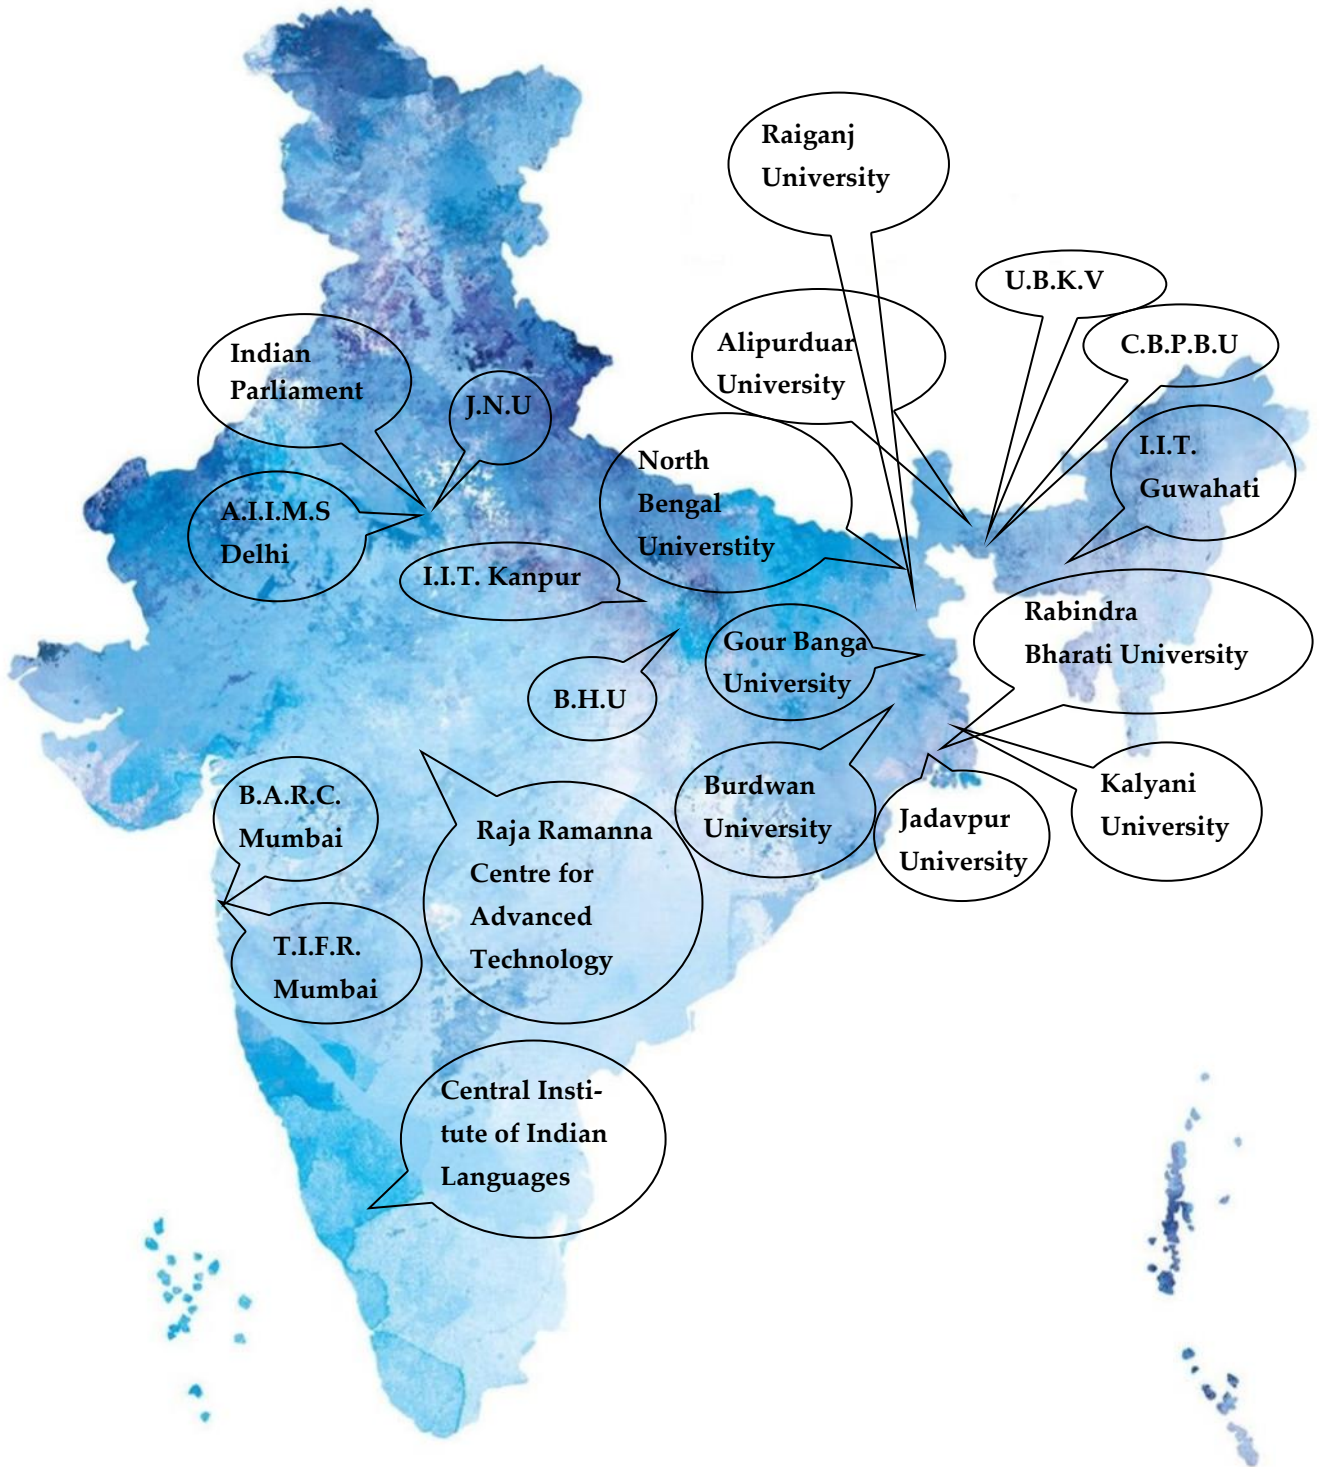 Raiganj
University
U.B.K.V
C.B.P.B.U
Alipurduar
University
Indian
Parliament
J.N.U
I.I.T.
Guwahati
North
Bengal
Universtity
A.I.I.M.S
Delhi
I.I.T. Kanpur
Rabindra
Bharati University
Gour Banga
University
B.H.U
B.A.R.C.
Mumbai
Raja Ramanna
Centre for
Advanced
Technology
Burdwan
University
Jadavpur
University
Kalyani
University
T.I.F.R.
Mumbai
Central Insti-
tute of Indian
Languages